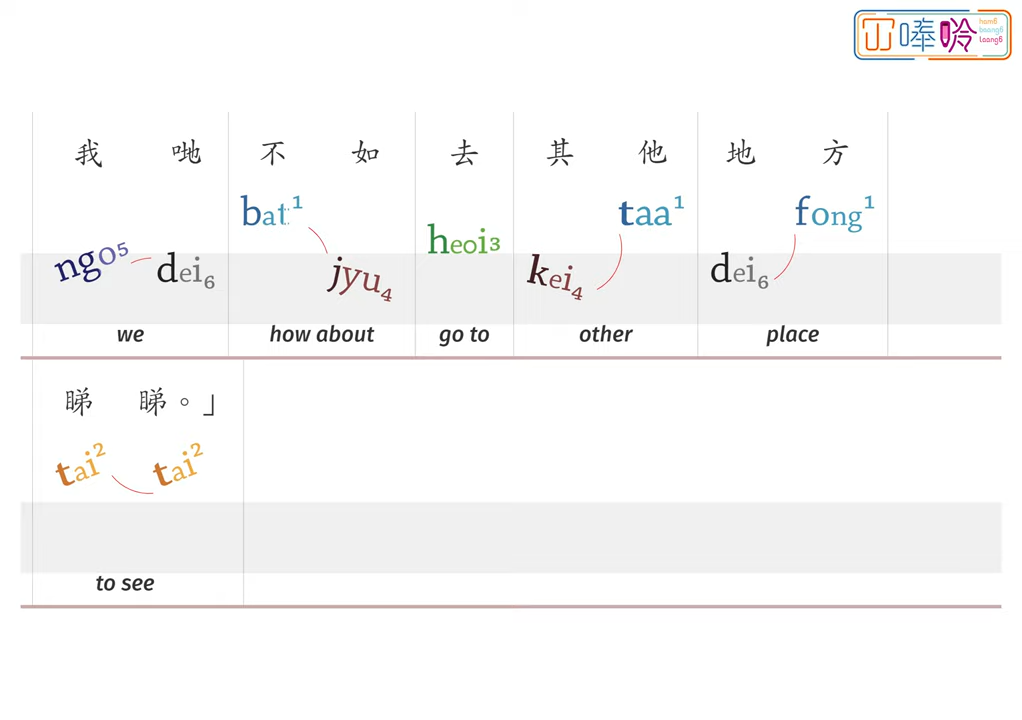 冚唪唥
ham6
baang6
laang6
我哋 不如 去 其他 地方
ngo5 dei6 bat1 jyu4 heoi3 kei4 taa1 dei6 fong1
we how about go to other place
睇睇。」
tai2 tai2
to see